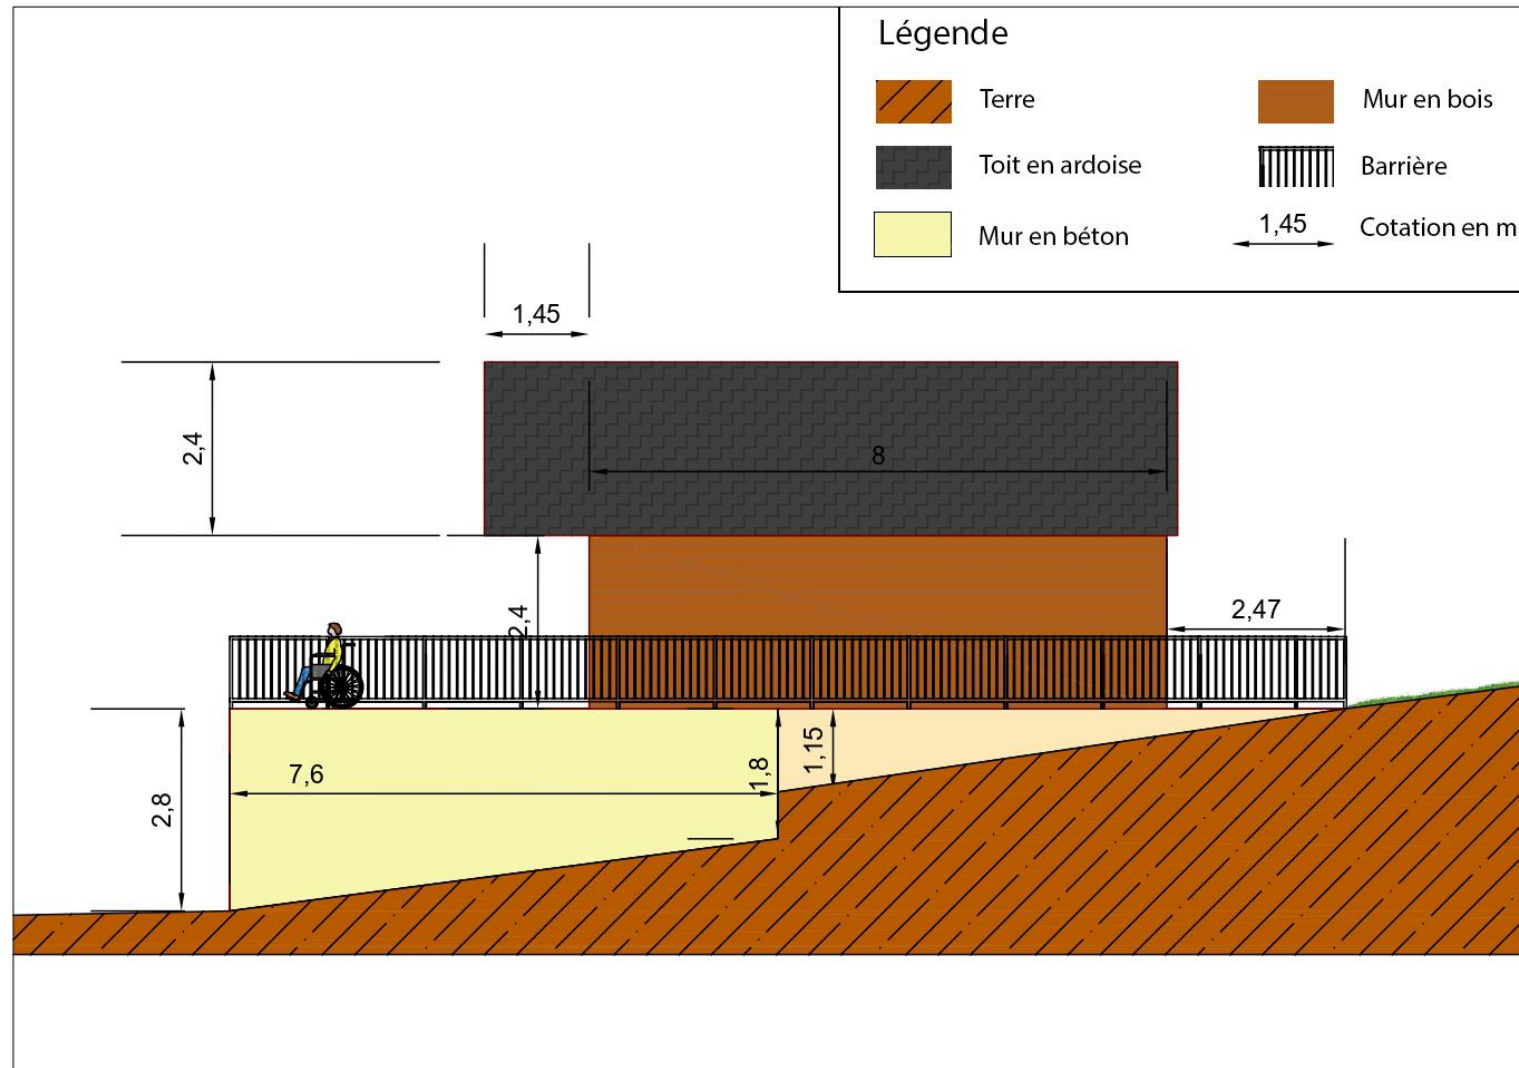 Légende
Terre
Mur en bois
Toit en ardoise
Barrière
Mur en béton
1,45
Cotation en m
1,45
2,4
8
2,4
2,47
7,6
1,8
1,15
2,8